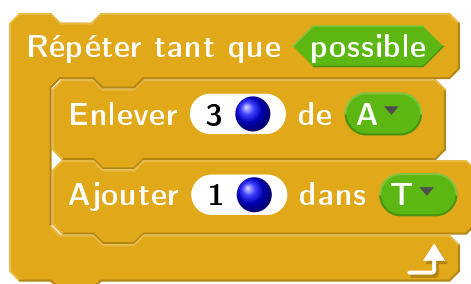 Répéter tant que possible
Enlever 3 de A
Ajouter 1 dans T